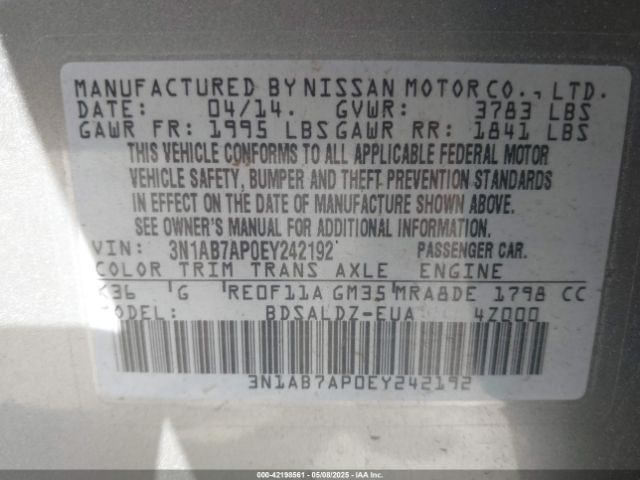 MANUFACTURED BY NISSAN MOTOR CO., LTD.
DATE: 04/14. GVWR: 3783 LBS
GAWR FR: 1995 LBS GAWR RR: 1841 LBS
THIS VEHICLE CONFORMS TO ALL APPLICABLE FEDERAL MOTOR
VEHICLE SAFETY, BUMPER AND THEFT PREVENTION STANDARDS
IN EFFECT ON THE DATE OF MANUFACTURE SHOWN ABOVE.
SEE OWNER'S MANUAL FOR ADDITIONAL INFORMATION.
VIN: 3N1AB7AP0EY242192 PASSENGER CAR.
COLOR TRIM TRANS AXLE ENGINE
K36 G RE0F11A GM35 MRA8DE 1798 CC
MODEL: BDSALDZ-EUA 4Z000
3N1AB7AP0EY242192
000-42198561 - 05/08/2025 - IAAI Inc.